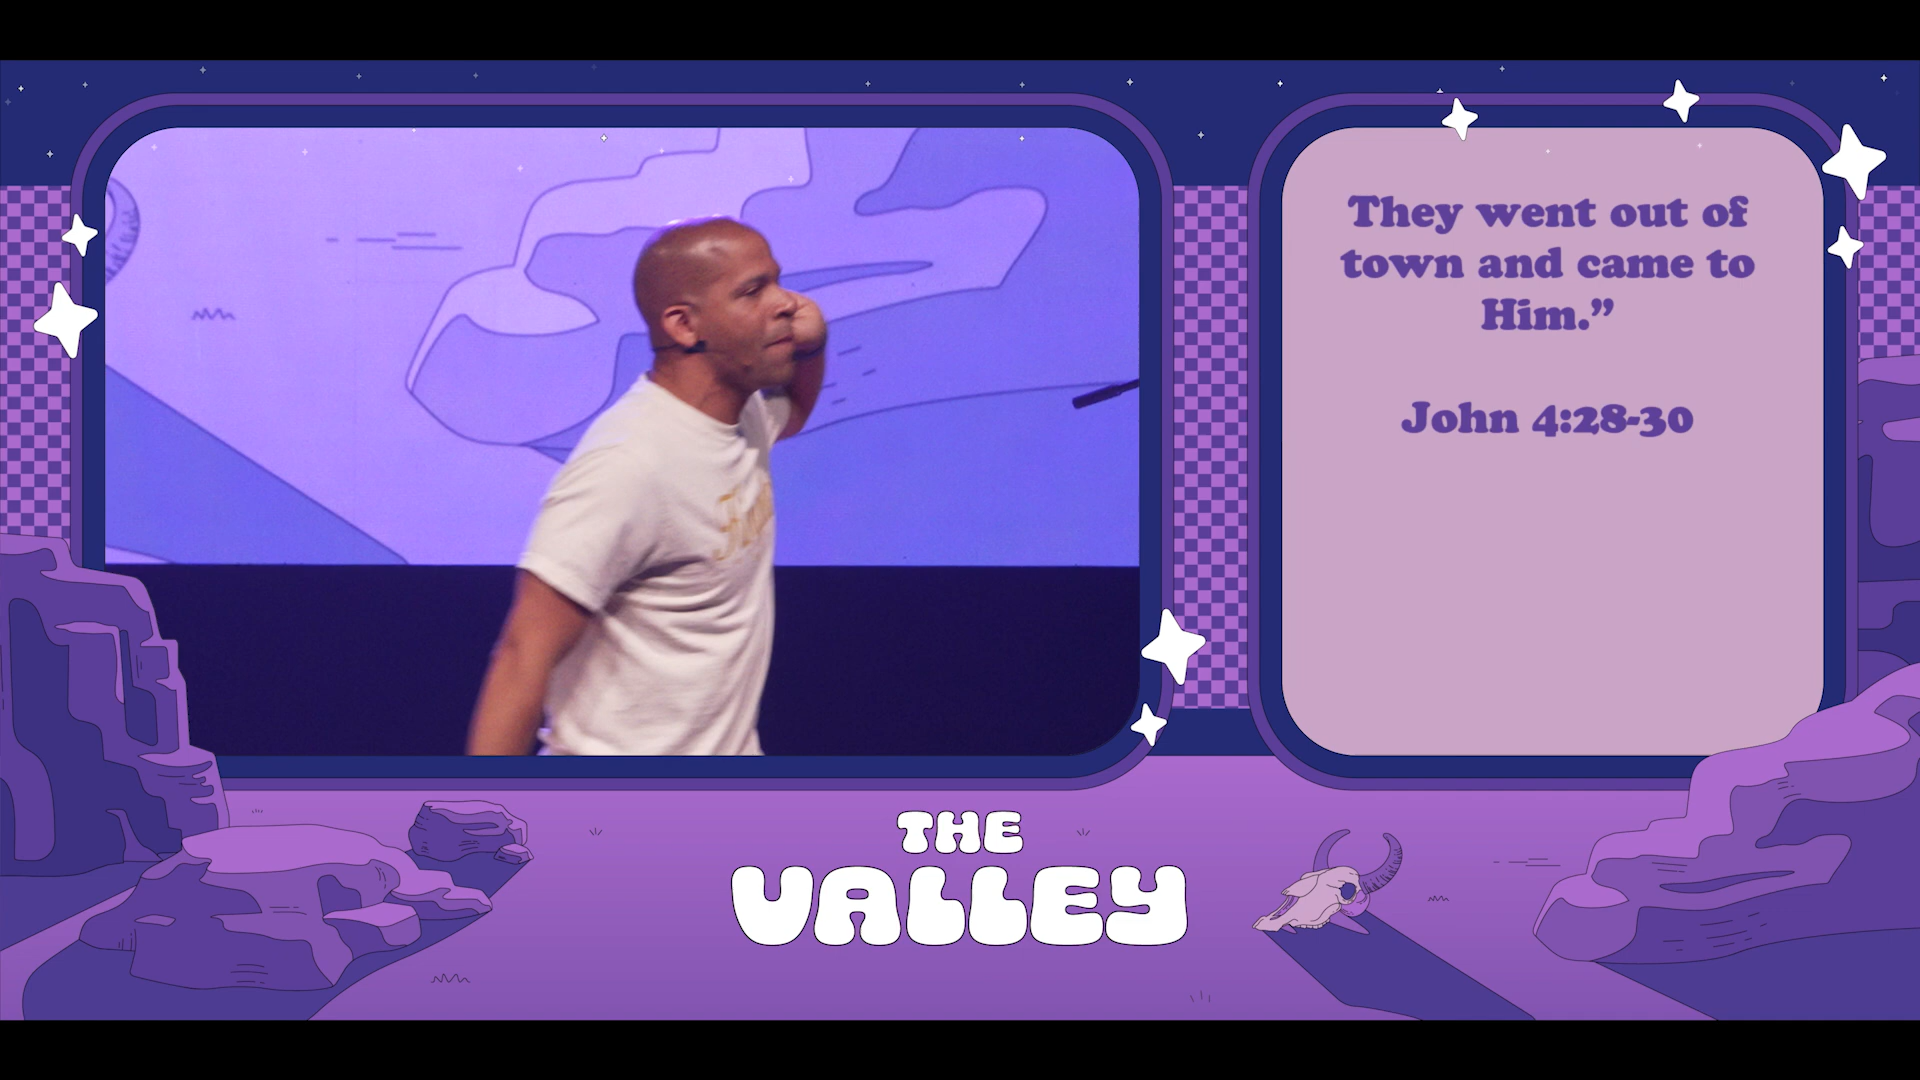 They went out of
town and came to
Him.”
John 4:28-30
THE
VALLEY